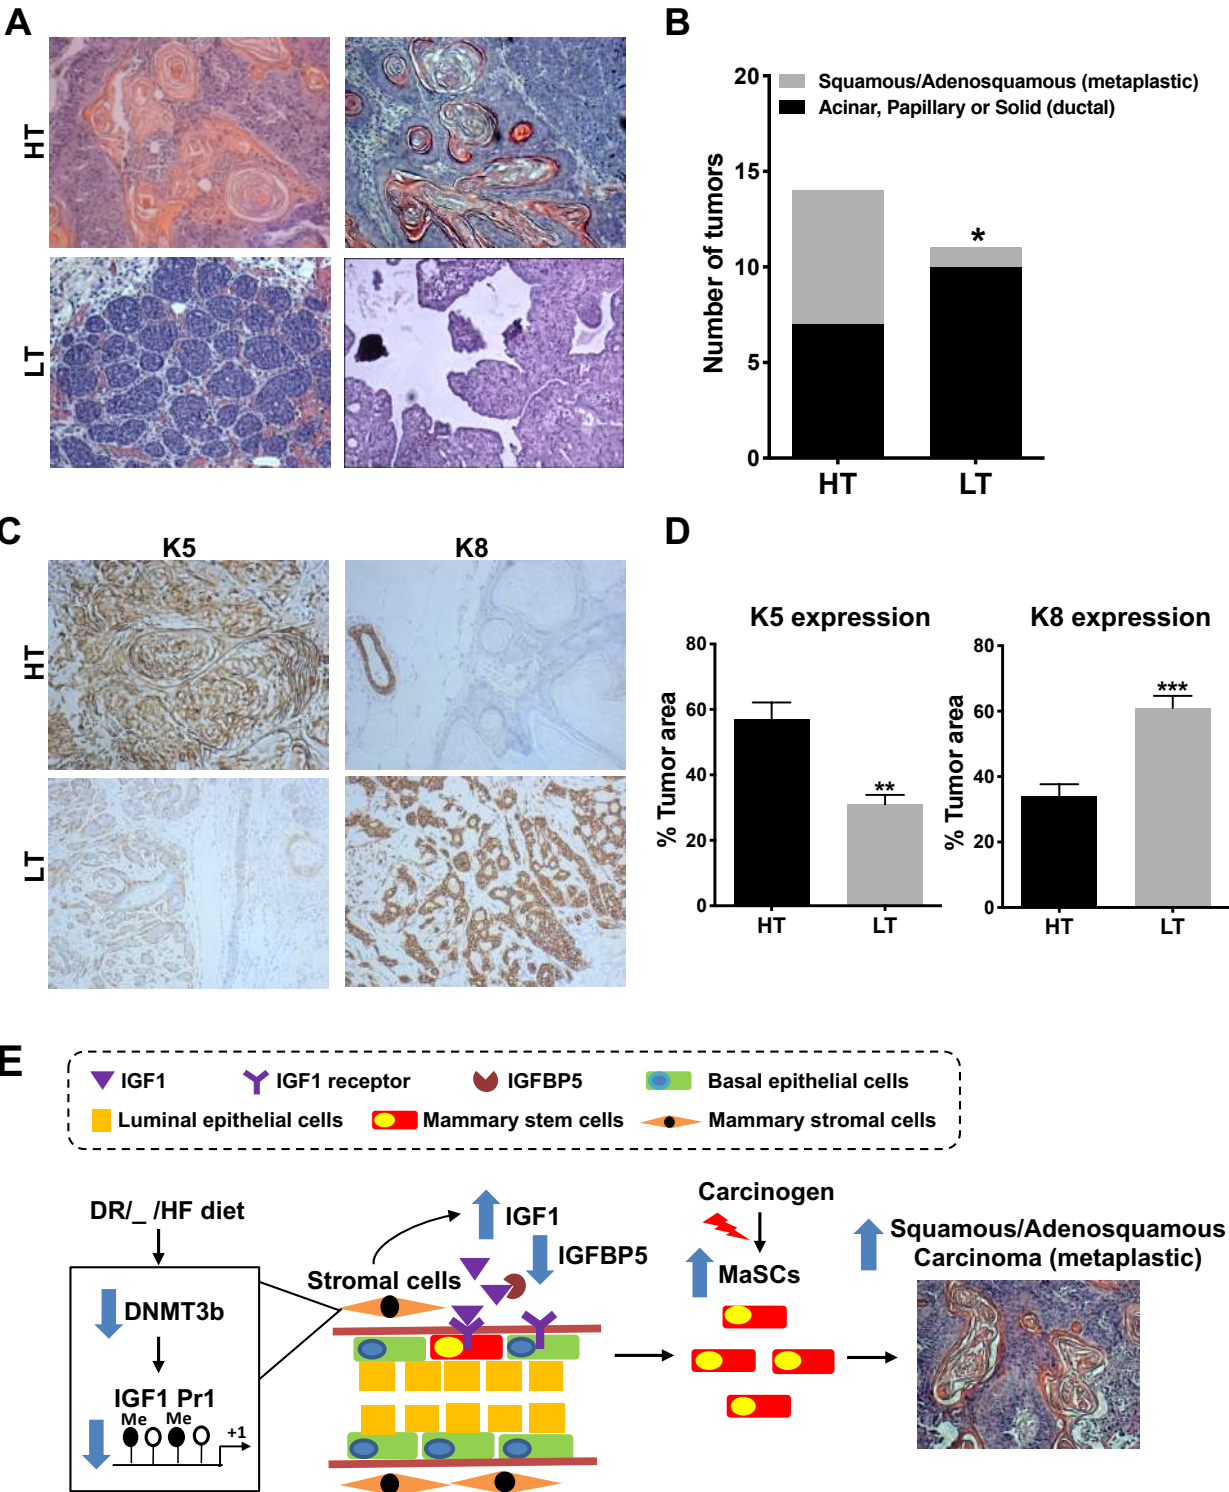 A
HT
LT
B
20
15
10
5
0
Number of tumors
Squamous/Adenosquamous (metaplastic)
Acinar, Papillary or Solid (ductal)
*
HT
LT
C
K5
K8
HT
LT
D
K5 expression
% Tumor area
80
60
40
20
0
**
HT
LT
K8 expression
% Tumor area
80
60
40
20
0
***
HT
LT
E
IGF1
IGF1 receptor
IGFBP5
Basal epithelial cells
Luminal epithelial cells
Mammary stem cells
Mammary stromal cells
DR/_ /HF diet
DNMT3b
IGF1 Pr1
Me
Me
+1
Stromal cells
IGF1
IGFBP5
Carcinogen
MaSCs
Squamous/Adenosquamous
Carcinoma (metaplastic)